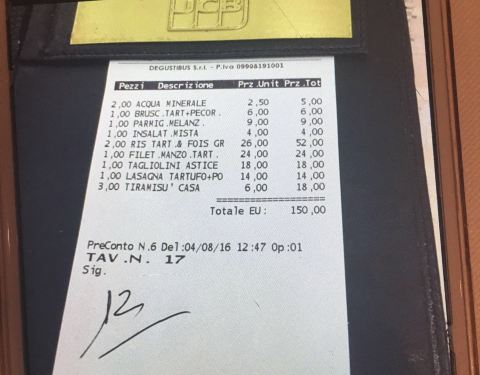 JCB
DEGUSTIBUS S.r.l. - P.Iva 09908191001
Pezzi Descrizione Prz.Unit Prz.Tot
2,00 ACQUA MINERALE 2,50 5,00
1,00 BRUSC.TART+PECOR. 6,00 6,00
1,00 PARMIG.MELANZ. 9,00 9,00
1,00 INSALAT.MISTA 4,00 4,00
2,00 RIS TART.& FOIS GR 26,00 52,00
1,00 FILET.MANZO.TART. 24,00 24,00
1,00 TAGLIOLINI ASTICE 18,00 18,00
1,00 LASAGNA TARTUFO+PO 14,00 14,00
3,00 TIRAMISU' CASA 6,00 18,00
====================
Totale EU: 150,00
PreConto N.6 Del:04/08/16 12:47 Op:01
TAV.N. 17
Sig.